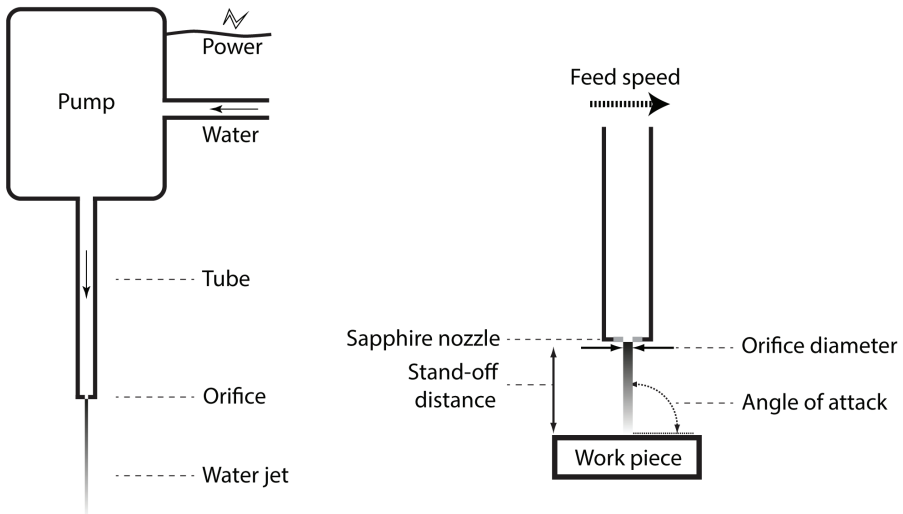 Power
Pump
Water
Tube
Orifice
Water jet
Feed speed
Sapphire nozzle
Orifice diameter
Stand-off
distance
Angle of attack
Work piece